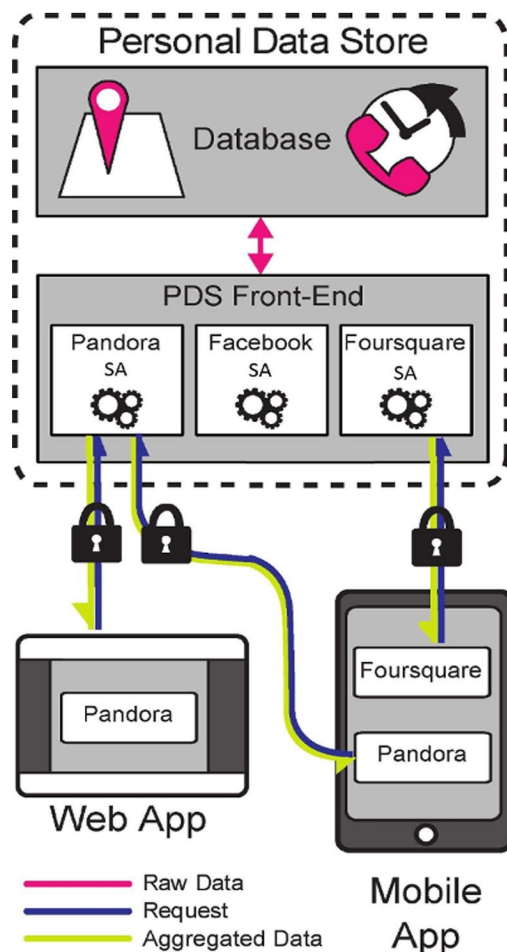 Personal Data Store
Database
PDS Front-End
Pandora
SA
Facebook
SA
Foursquare
SA
Foursquare
Pandora
Pandora
Web App
Mobile
App
Raw Data
Request
Aggregated Data